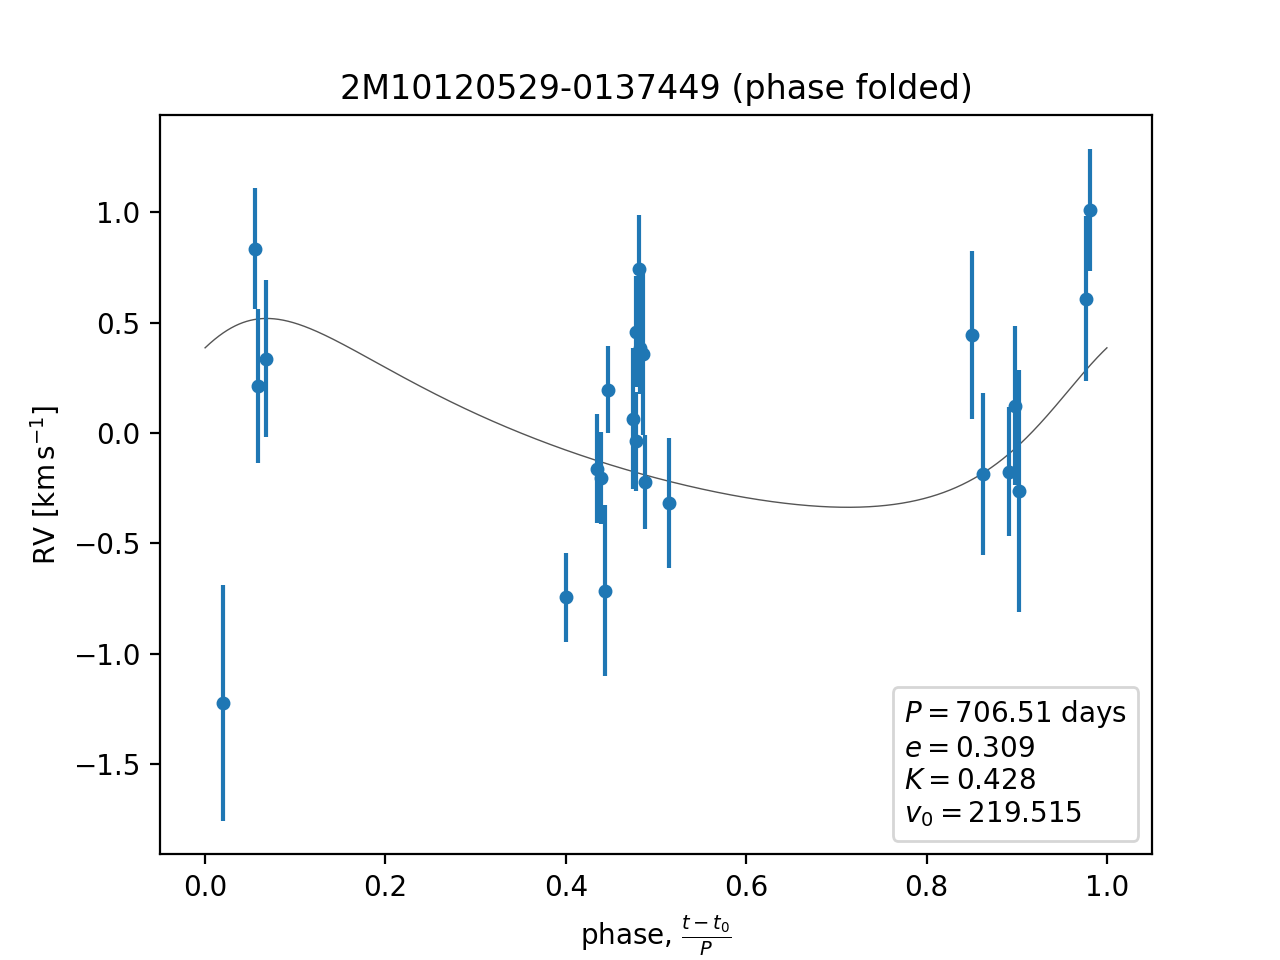 2M10120529-0137449 (phase folded)
RV [km s⁻¹]
1.0
0.5
0.0
−0.5
−1.0
−1.5
P = 706.51 days
e = 0.309
K = 0.428
v₀ = 219.515
0.0 0.2 0.4 0.6 0.8 1.0
phase, (t − t₀)/P